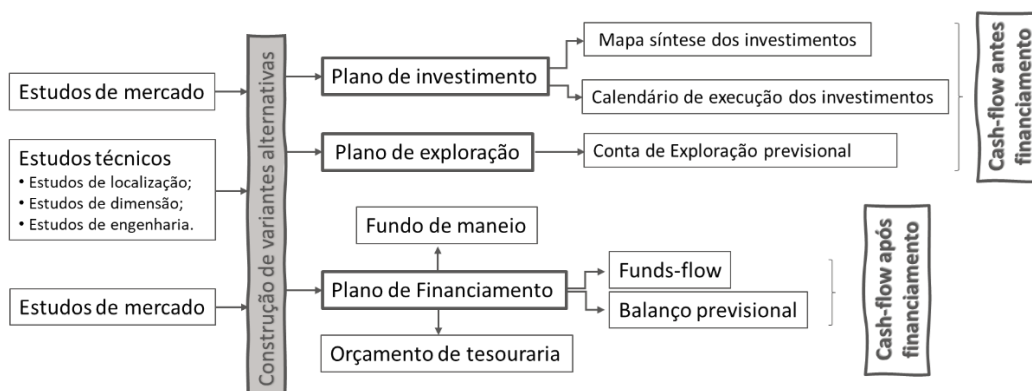 Estudos de mercado
Estudos técnicos
• Estudos de localização;
• Estudos de dimensão;
• Estudos de engenharia.
Estudos de mercado
Construção de variantes alternativas
Plano de investimento
Mapa síntese dos investimentos
Calendário de execução dos investimentos
Plano de exploração
Conta de Exploração previsional
Cash-flow antes
financiamento
Fundo de maneio
Plano de Financiamento
Funds-flow
Balanço previsional
Orçamento de tesouraria
Cash-flow após
financiamento